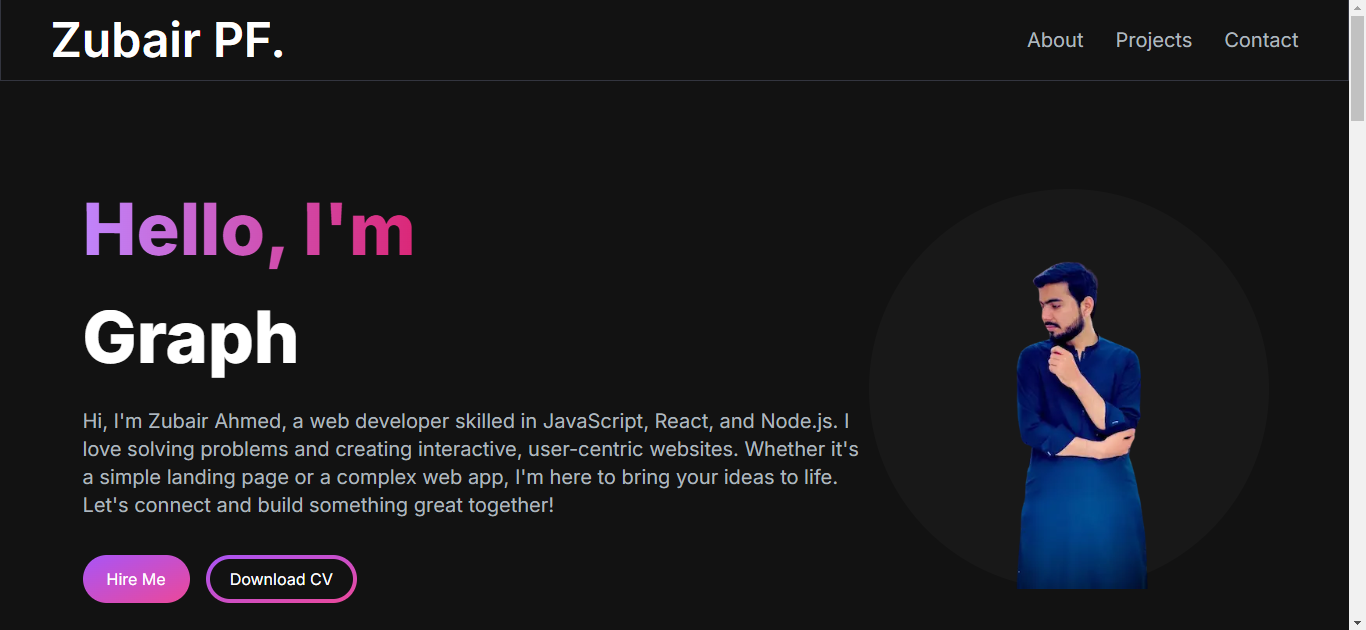 Zubair PF.
About Projects Contact
Hello, I'm
Graph
Hi, I'm Zubair Ahmed, a web developer skilled in JavaScript, React, and Node.js. I
love solving problems and creating interactive, user-centric websites. Whether it's
a simple landing page or a complex web app, I'm here to bring your ideas to life.
Let's connect and build something great together!
Hire Me
Download CV